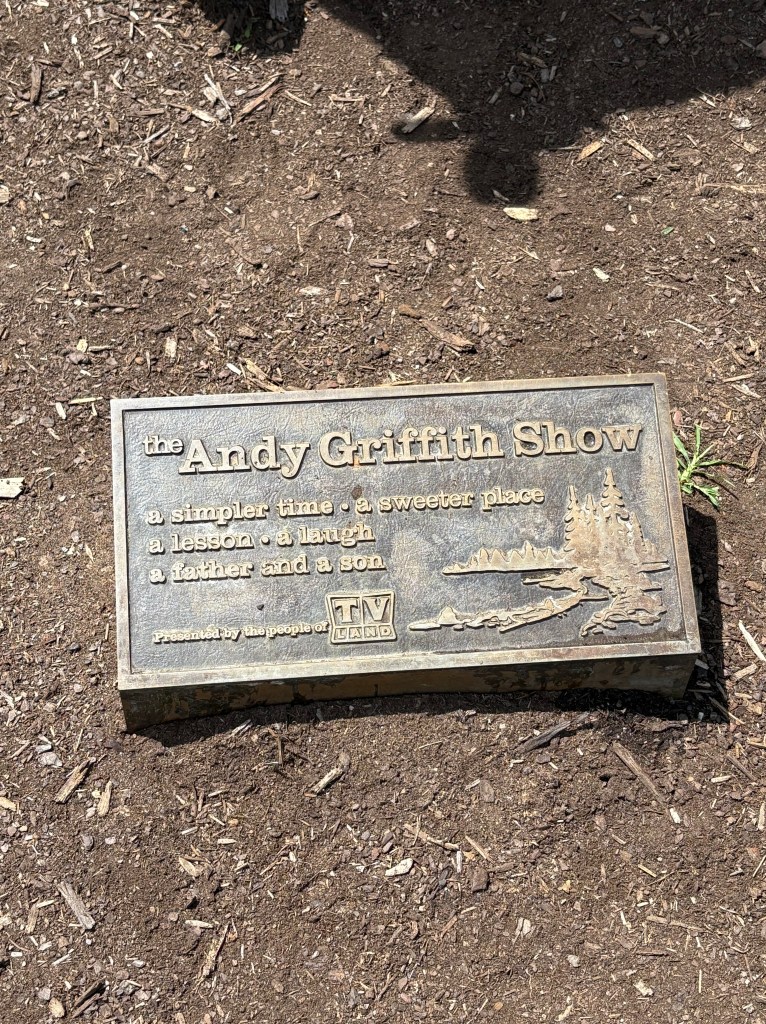 the Andy Griffith Show
a simpler time • a sweeter place
a lesson • a laugh
a father and a son
Presented by the people of TV LAND